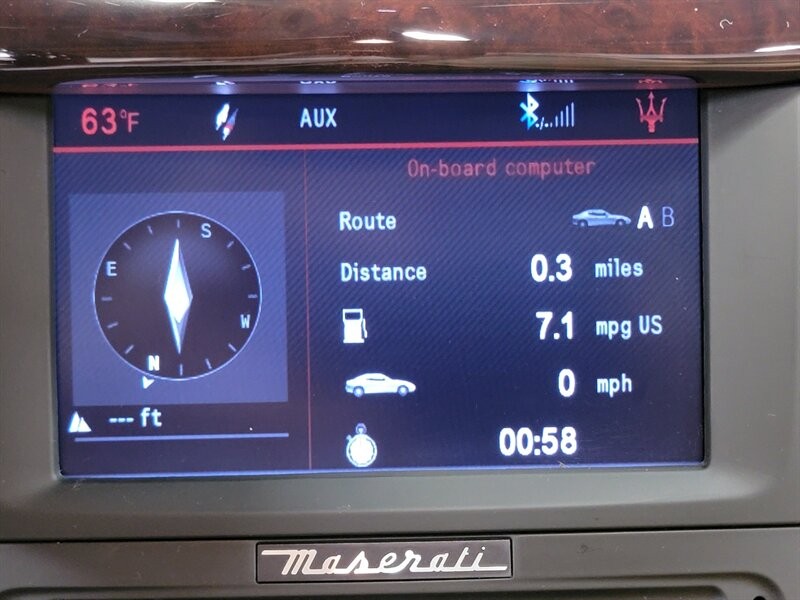 63°F AUX
On-board computer
Route A B
Distance 0.3 miles
7.1 mpg US
0 mph
00:58
S
E
W
N
--- ft
Maserati